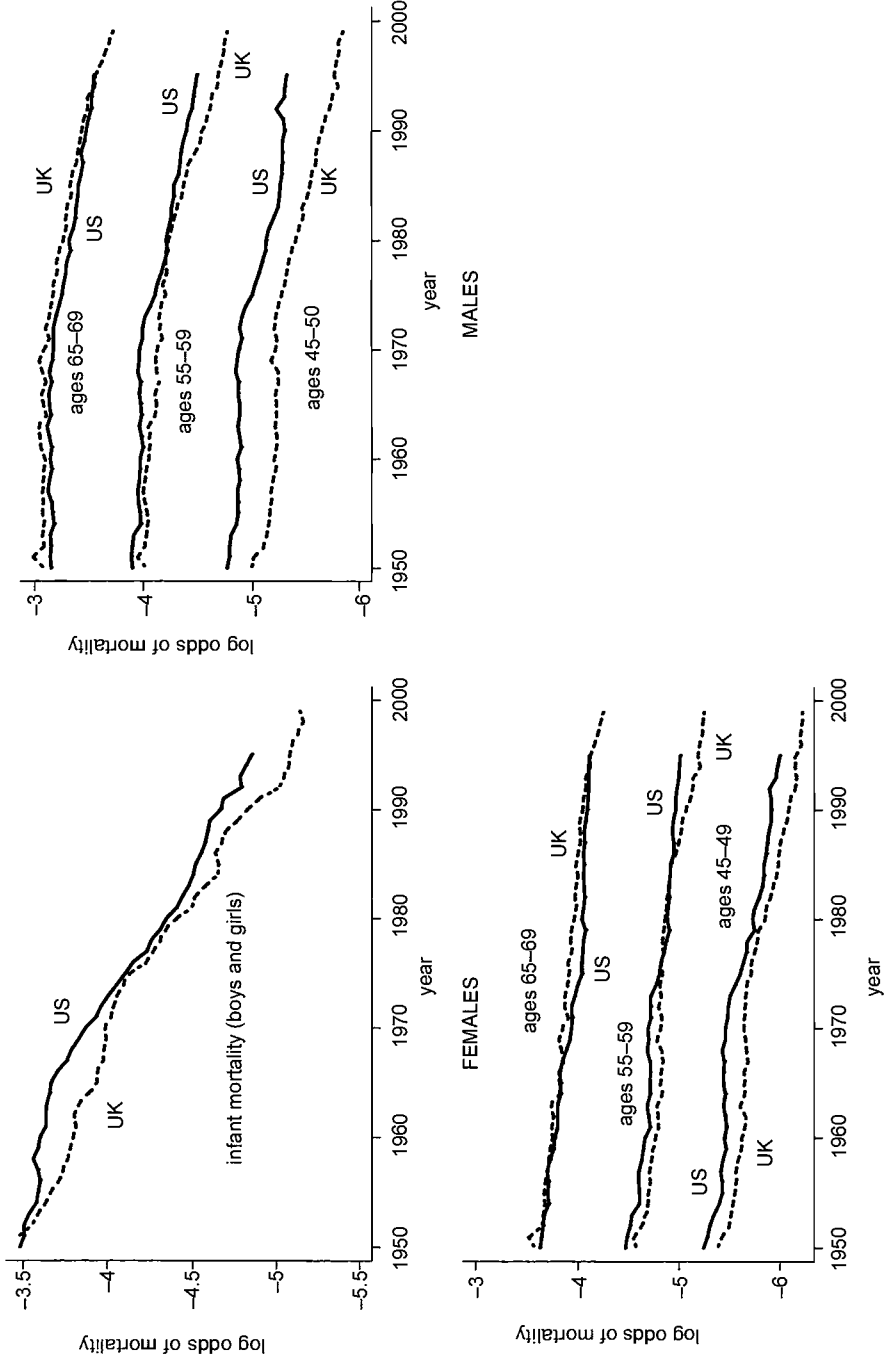 −3.5
−4
−4.5
−5
−5.5
log odds of mortality
US
UK
infant mortality (boys and girls)
1950
1960
1970
1980
1990
2000
year
−3
−4
−5
−6
log odds of mortality
UK
US
ages 65–69
US
UK
ages 55–59
US
UK
ages 45–50
1950
1960
1970
1980
1990
2000
year
MALES
FEMALES
−3
−4
−5
−6
log odds of mortality
ages 65–69
UK
US
ages 55–59
US
UK
ages 45–49
US
UK
1950
1960
1970
1980
1990
2000
year